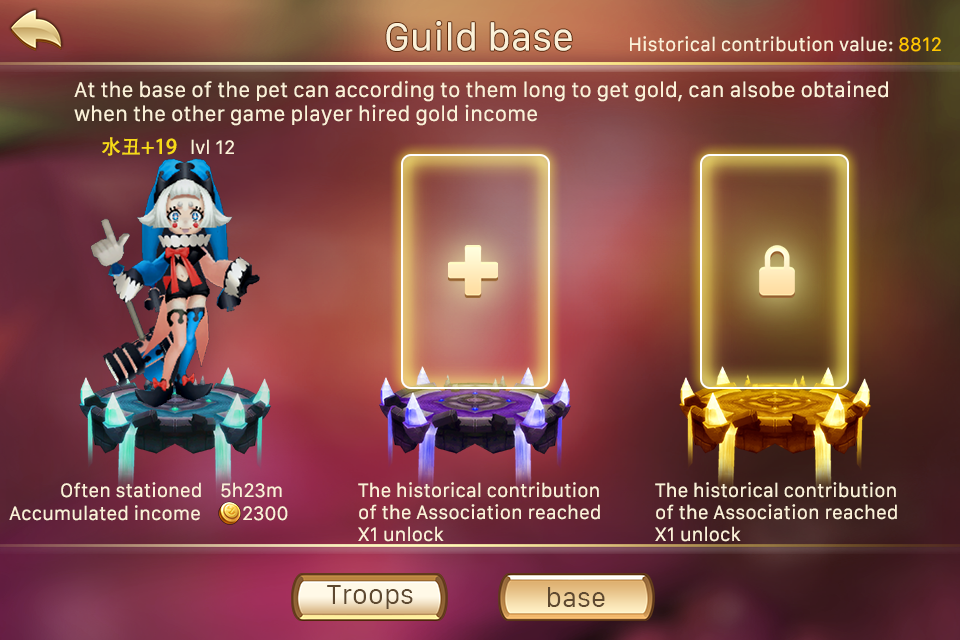 Guild base
Historical contribution value: 8812
At the base of the pet can according to them long to get gold, can alsobe obtained
when the other game player hired gold income
水丑+19 lvl 12
Often stationed 5h23m
Accumulated income 2300
The historical contribution
of the Association reached
X1 unlock
The historical contribution
of the Association reached
X1 unlock
Troops
base